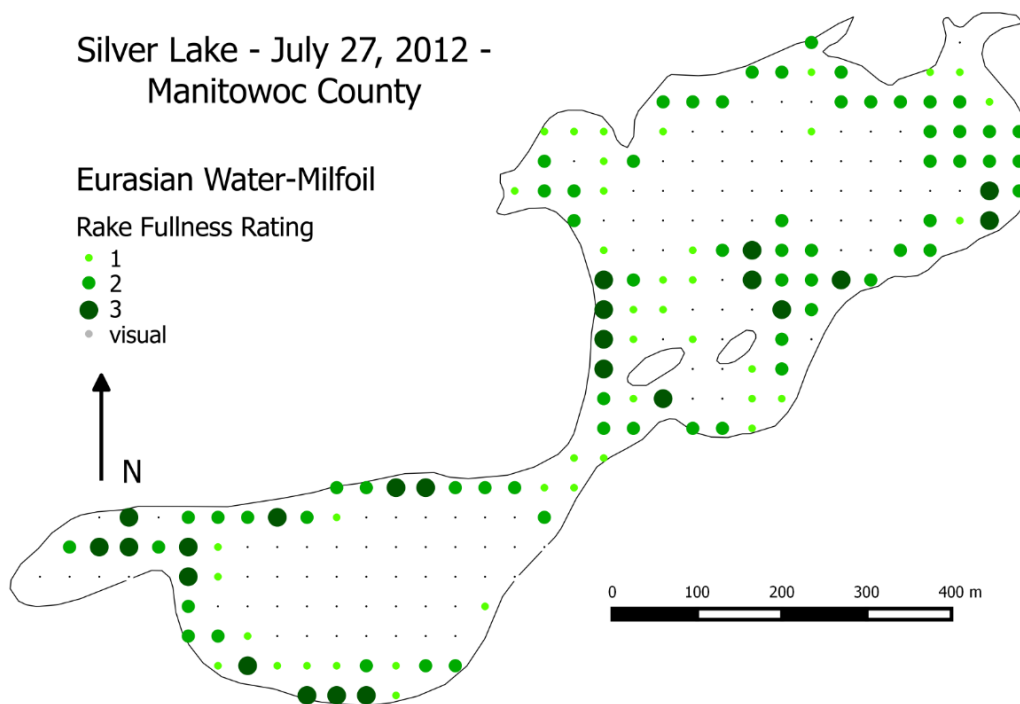 Silver Lake - July 27, 2012 -
Manitowoc County
Eurasian Water-Milfoil
Rake Fullness Rating
1
2
3
visual
N
0 100 200 300 400 m